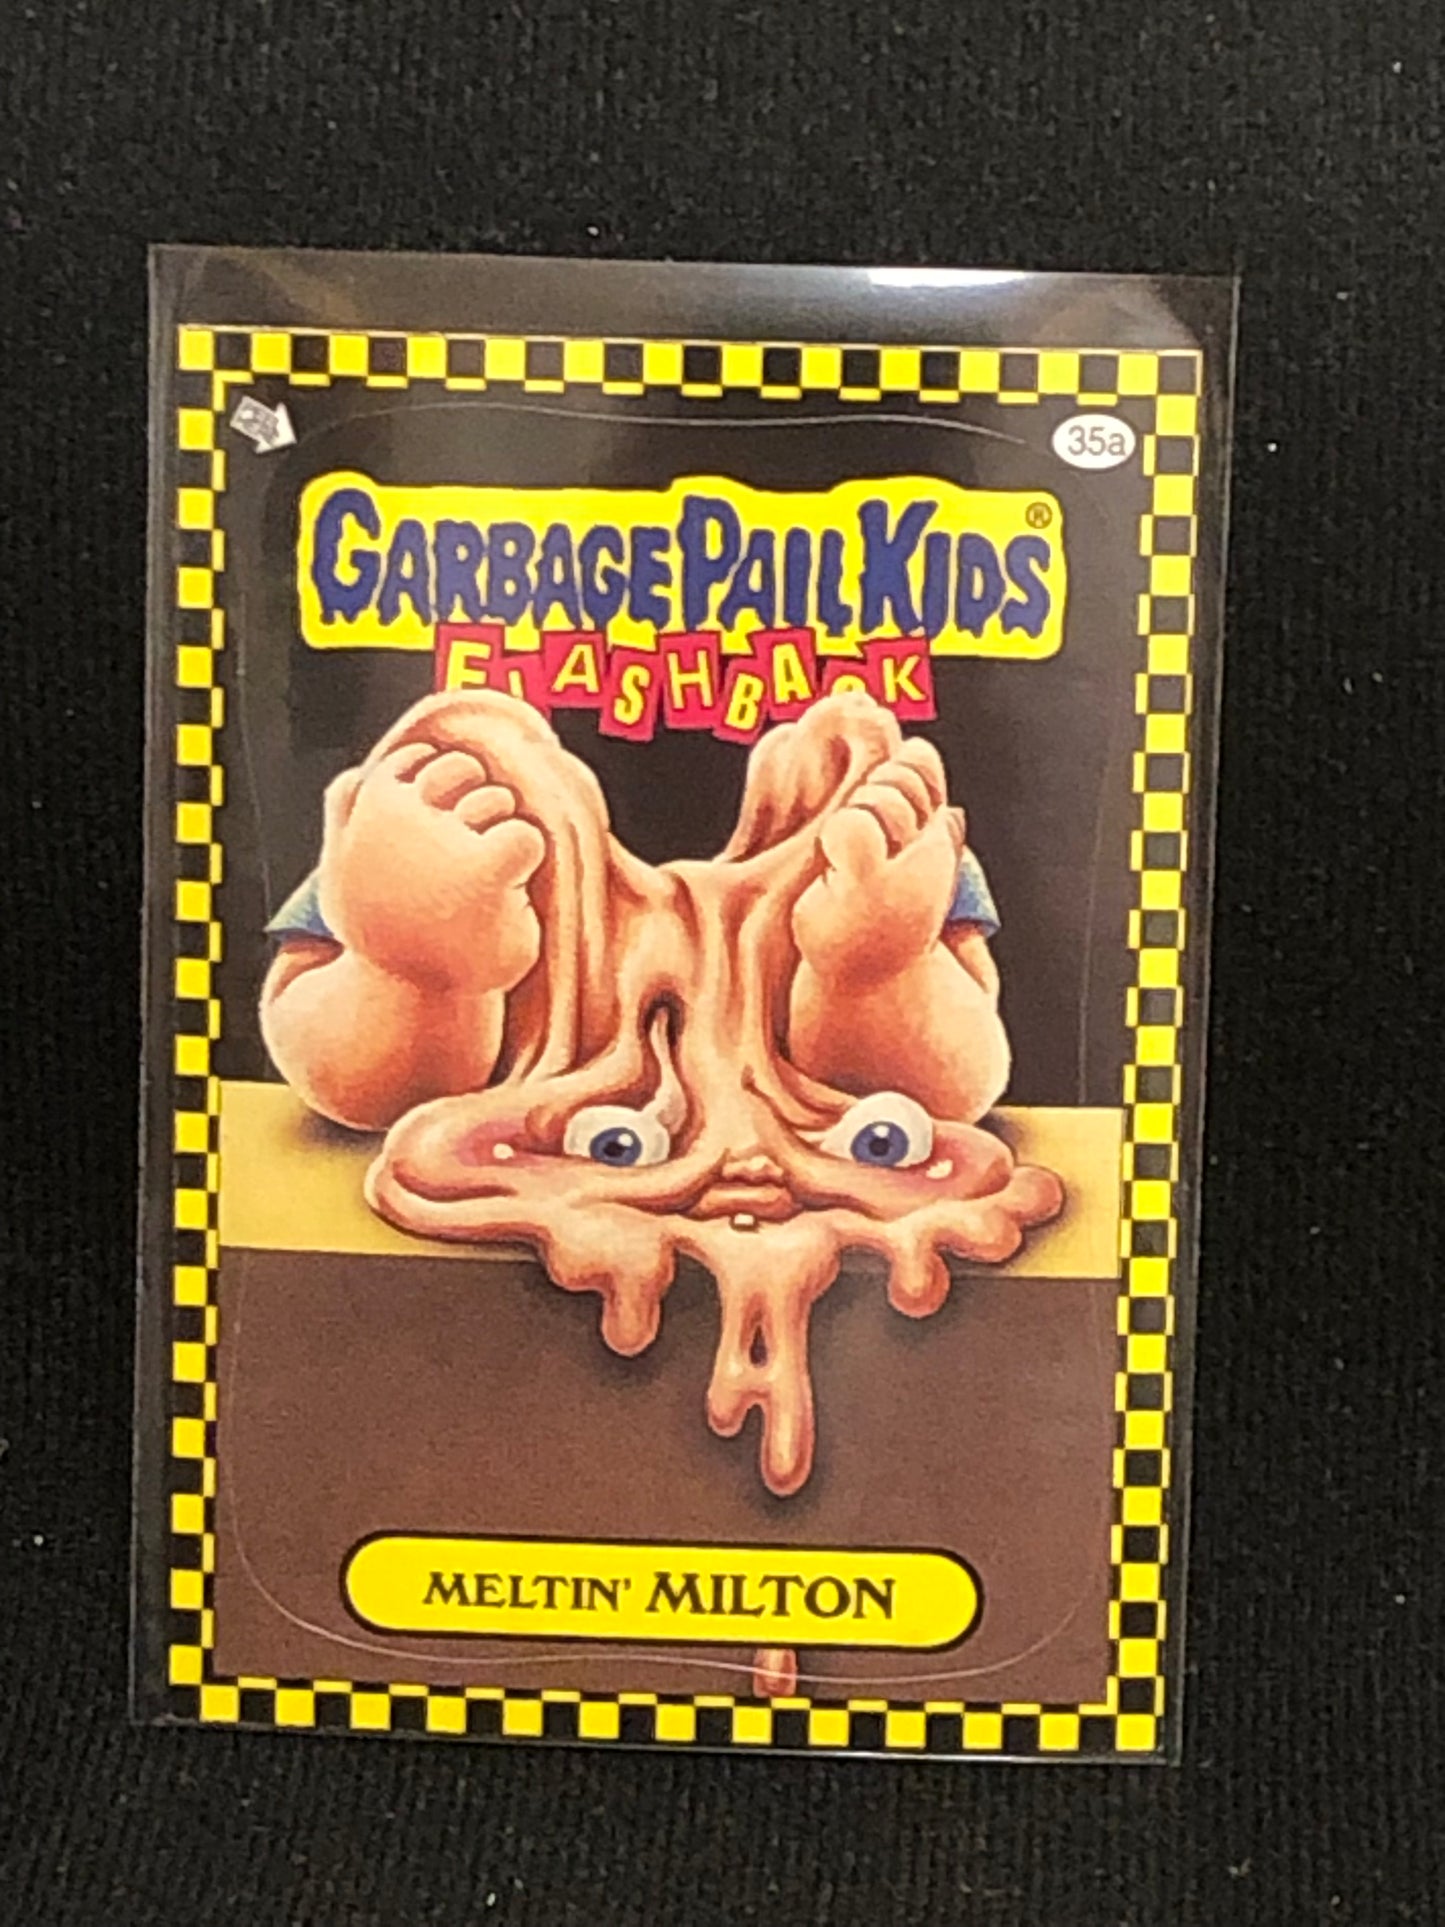 35a
GARBAGE PAIL KIDS®
FLASHBACK
MELTIN' MILTON